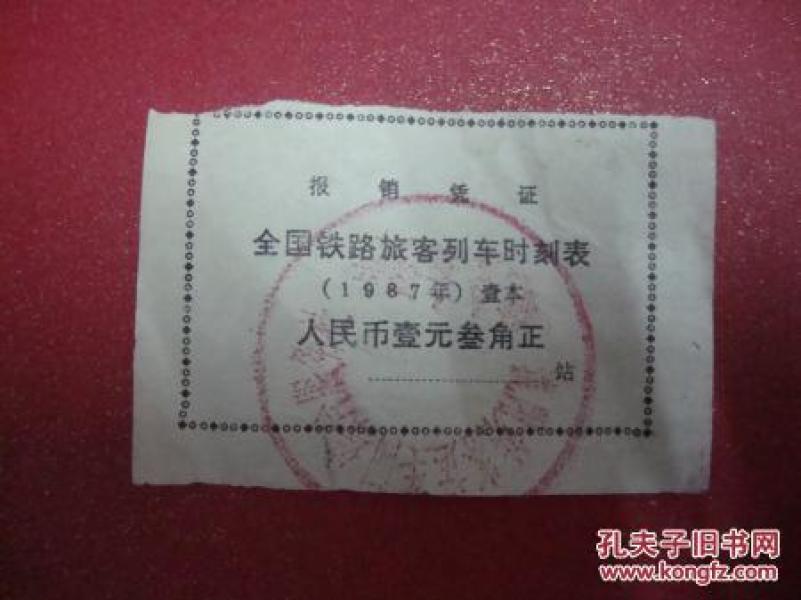 报销凭证
全国铁路旅客列车时刻表
(1987年)壹本
人民币壹元叁角正
站
孔夫子旧书网
www.kongfz.com